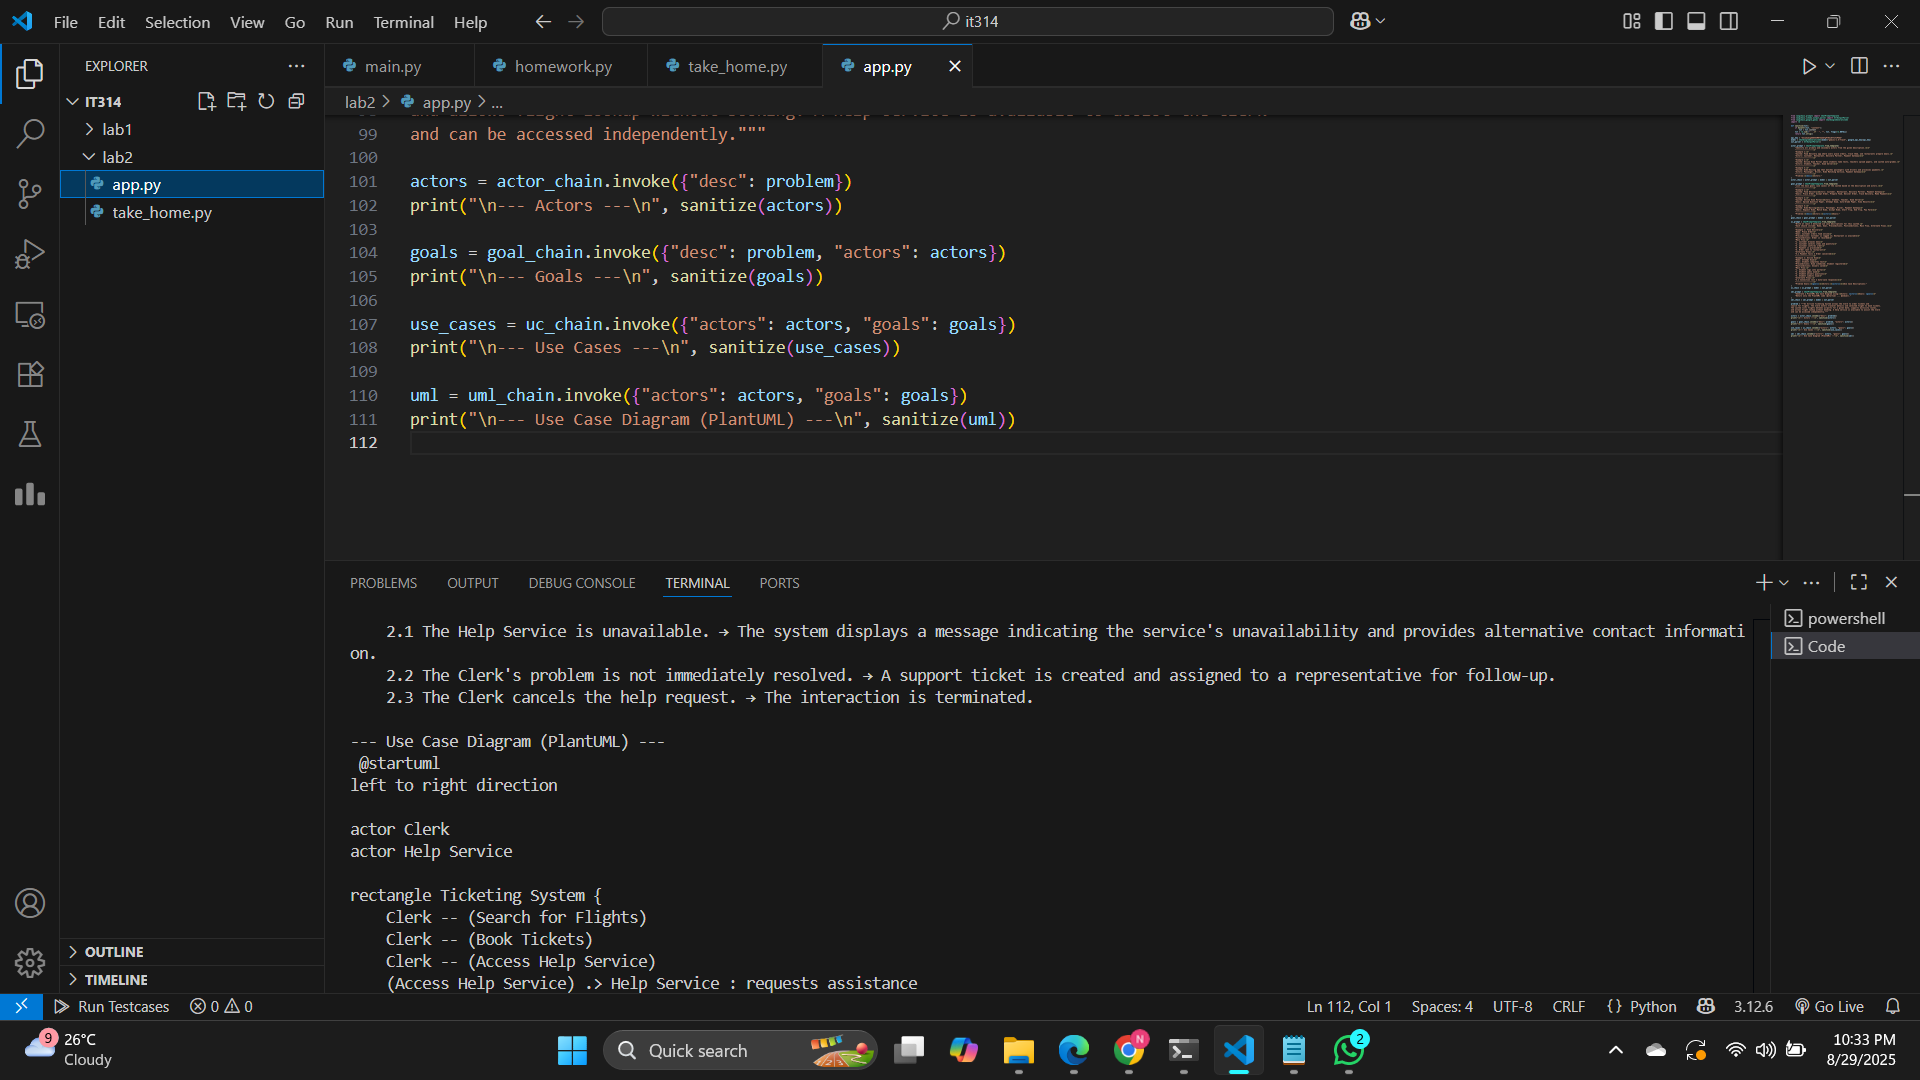 File Edit Selection View Go Run Terminal Help
it314
EXPLORER
IT314
lab1
lab2
app.py
take_home.py
OUTLINE
TIMELINE
main.py
homework.py
take_home.py
app.py
lab2 > app.py > ...
99 and can be accessed independently."""
100
101 actors = actor_chain.invoke({"desc": problem})
102 print("\n--- Actors ---\n", sanitize(actors))
103
104 goals = goal_chain.invoke({"desc": problem, "actors": actors})
105 print("\n--- Goals ---\n", sanitize(goals))
106
107 use_cases = uc_chain.invoke({"actors": actors, "goals": goals})
108 print("\n--- Use Cases ---\n", sanitize(use_cases))
109
110 uml = uml_chain.invoke({"actors": actors, "goals": goals})
111 print("\n--- Use Case Diagram (PlantUML) ---\n", sanitize(uml))
112
PROBLEMS OUTPUT DEBUG CONSOLE TERMINAL PORTS
2.1 The Help Service is unavailable. → The system displays a message indicating the service's unavailability and provides alternative contact informati
on.
2.2 The Clerk's problem is not immediately resolved. → A support ticket is created and assigned to a representative for follow-up.
2.3 The Clerk cancels the help request. → The interaction is terminated.
--- Use Case Diagram (PlantUML) ---
@startuml
left to right direction
actor Clerk
actor Help Service
rectangle Ticketing System {
Clerk -- (Search for Flights)
Clerk -- (Book Tickets)
Clerk -- (Access Help Service)
(Access Help Service) .> Help Service : requests assistance
powershell
Code
Run Testcases 0 0
Ln 112, Col 1 Spaces: 4 UTF-8 CRLF {} Python 3.12.6 Go Live
9
26°C
Cloudy
Quick search
N
2
10:33 PM
8/29/2025